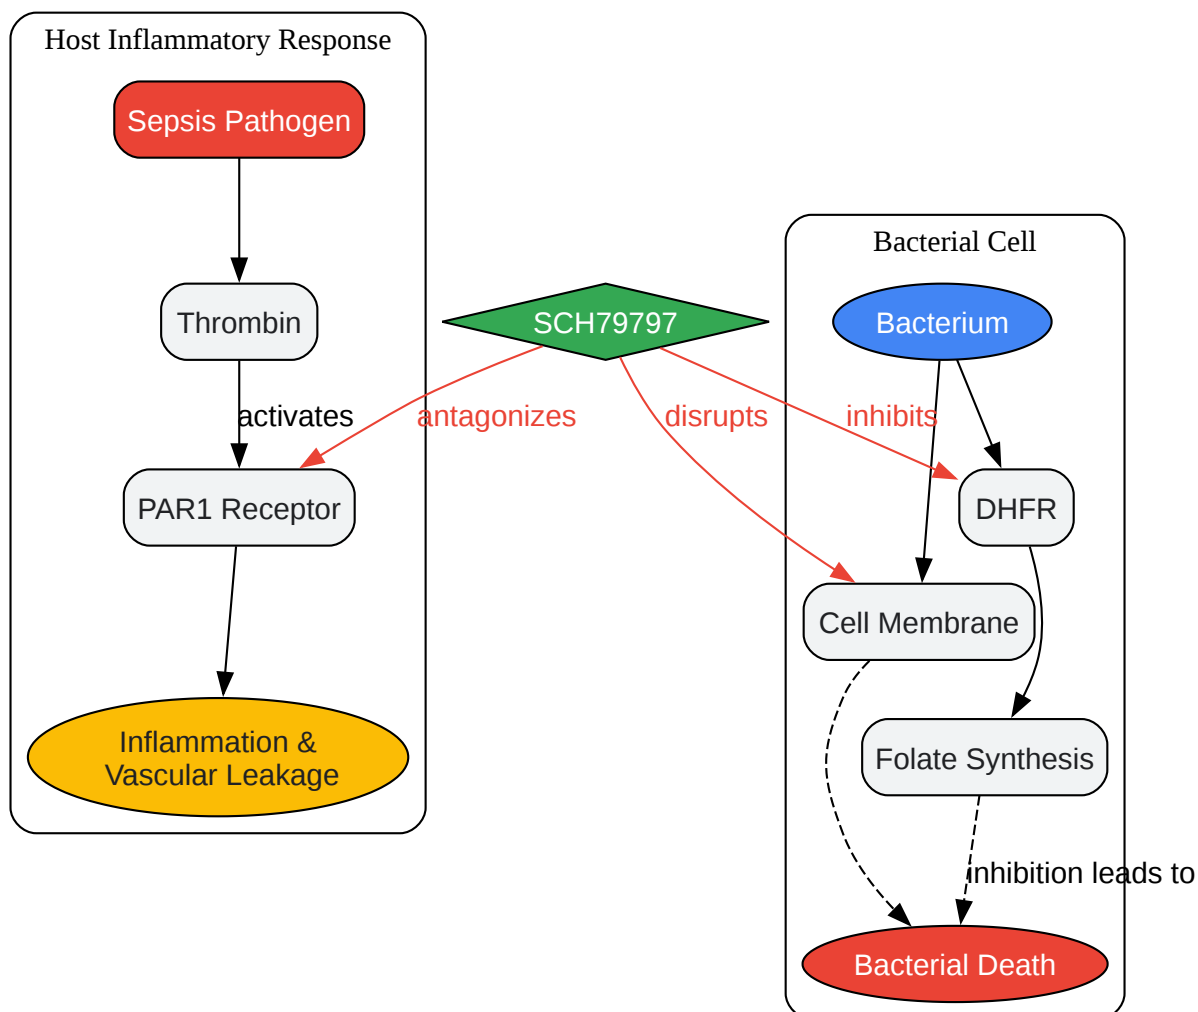 Host Inflammatory Response
Sepsis Pathogen
Bacterial Cell
Thrombin
SCH79797
Bacterium
activates
antagonizes
disrupts
inhibits
PAR1 Receptor
DHFR
Cell Membrane
Inflammation &
Vascular Leakage
Folate Synthesis
inhibition leads to
Bacterial Death